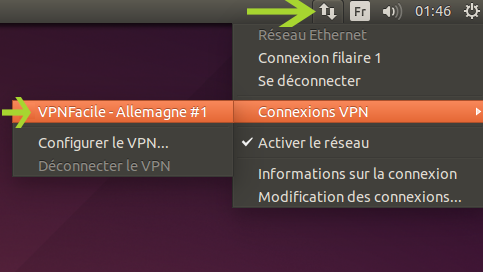 Fr 01:46
Réseau Ethernet
Connexion filaire 1
Se déconnecter
Connexions VPN
VPNFacile - Allemagne #1
Configurer le VPN...
Déconnecter le VPN
Activer le réseau
Informations sur la connexion
Modification des connexions...